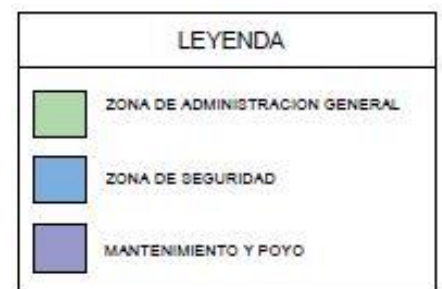 LEYENDA
ZONA DE ADMINISTRACION GENERAL
ZONA DE SEGURIDAD
MANTENIMIENTO Y POYO